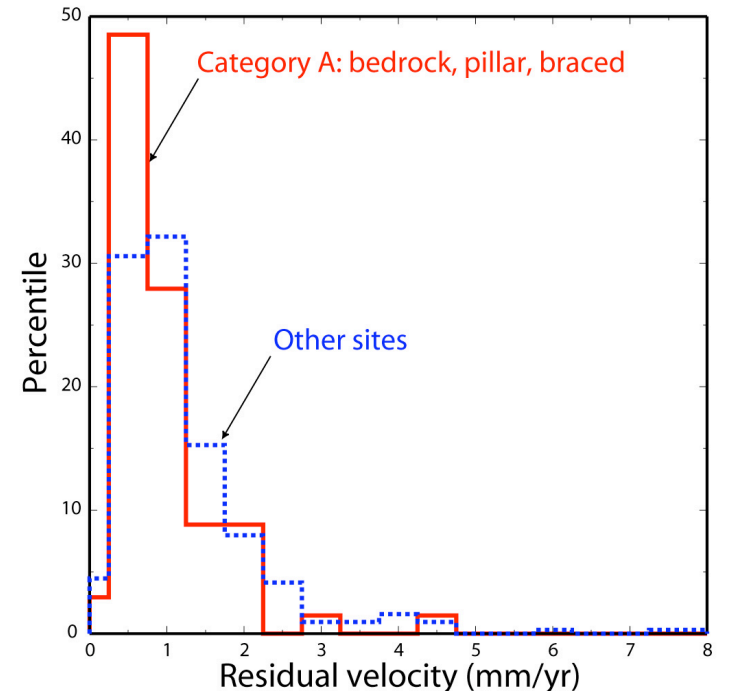 50
Category A: bedrock, pillar, braced
40
30
Other sites
20
10
0
Percentile
0 1 2 3 4 5 6 7 8
Residual velocity (mm/yr)